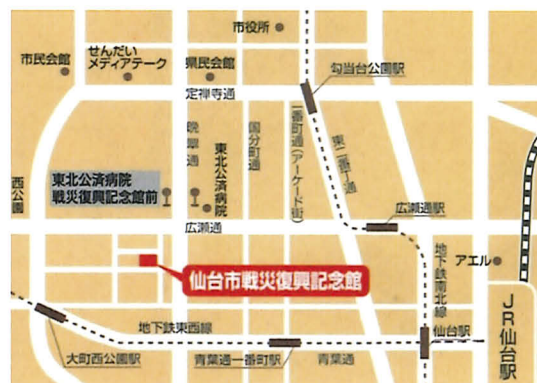 市役所
市民会館
せんだい
メディアテーク
県民会館
勾当台公園駅
定禅寺通
晩翠通
国分町通
一番町通(アーケード街)
東二番丁通
西公園
東北公済病院
戦災復興記念館前
東北公済病院
広瀬通駅
広瀬通
地下鉄南北線
アエル
仙台市戦災復興記念館
JR仙台駅
地下鉄東西線
仙台駅
大町西公園駅
青葉通一番町駅
青葉通